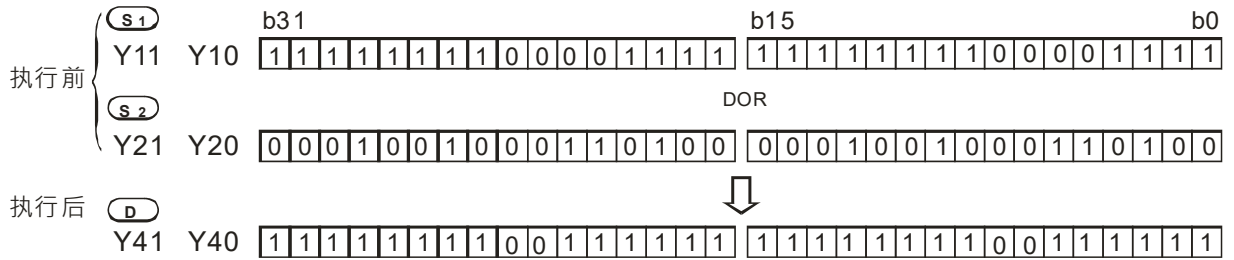 S 1 b31 b15 b0
Y11 Y10 1 1 1 1 1 1 1 1 0 0 0 0 1 1 1 1 1 1 1 1 1 1 1 1 0 0 0 0 1 1 1 1
执行前
S 2 DOR
Y21 Y20 0 0 0 1 0 0 1 0 0 0 1 1 0 1 0 0 0 0 0 1 0 0 1 0 0 0 1 1 0 1 0 0
执行后 D
Y41 Y40 1 1 1 1 1 1 1 1 0 0 1 1 1 1 1 1 1 1 1 1 1 1 1 1 0 0 1 1 1 1 1 1